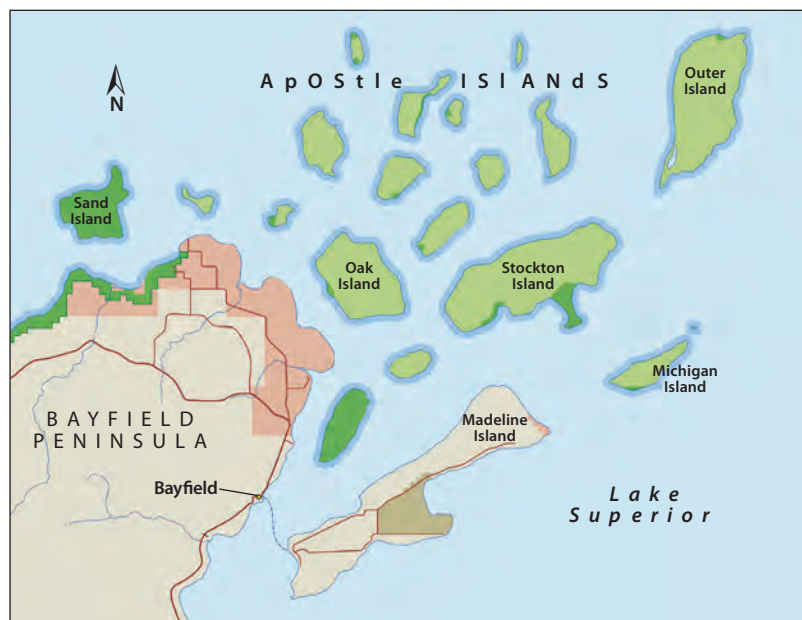 ApOStle ISlANdS
N
Outer
Island
Sand
Island
Oak
Island
Stockton
Island
Michigan
Island
Madeline
Island
BAYFIELD
PENINSULA
Bayfield
Lake
Superior